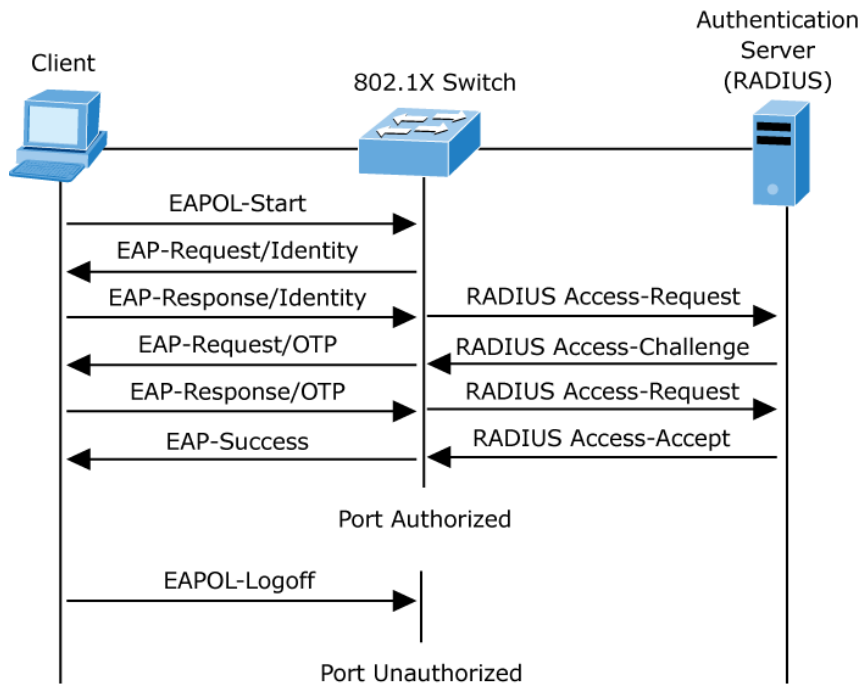 Authentication
Server
(RADIUS)
Client
802.1X Switch
EAPOL-Start
EAP-Request/Identity
EAP-Response/Identity
RADIUS Access-Request
EAP-Request/OTP
RADIUS Access-Challenge
EAP-Response/OTP
RADIUS Access-Request
EAP-Success
RADIUS Access-Accept
Port Authorized
EAPOL-Logoff
Port Unauthorized